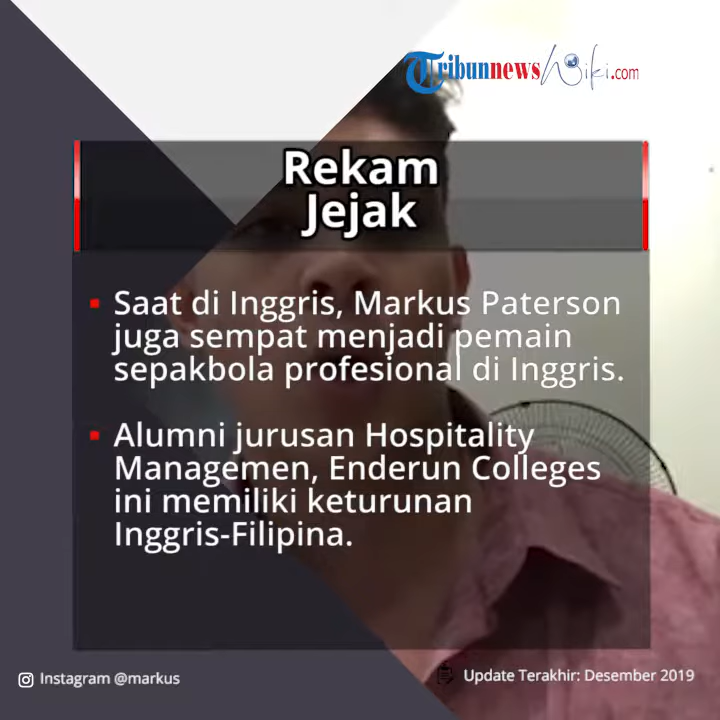 TribunnewsWiki.com
Rekam
Jejak
Saat di Inggris, Markus Paterson
juga sempat menjadi pemain
sepakbola profesional di Inggris.
Alumni jurusan Hospitality
Managemen, Enderun Colleges
ini memiliki keturunan
Inggris-Filipina.
Instagram @markus
Update Terakhir: Desember 2019